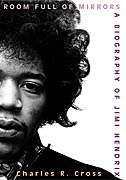 ROOM FULL OF MIRRORS
A BIOGRAPHY OF JIMI HENDRIX
Charles R. Cross